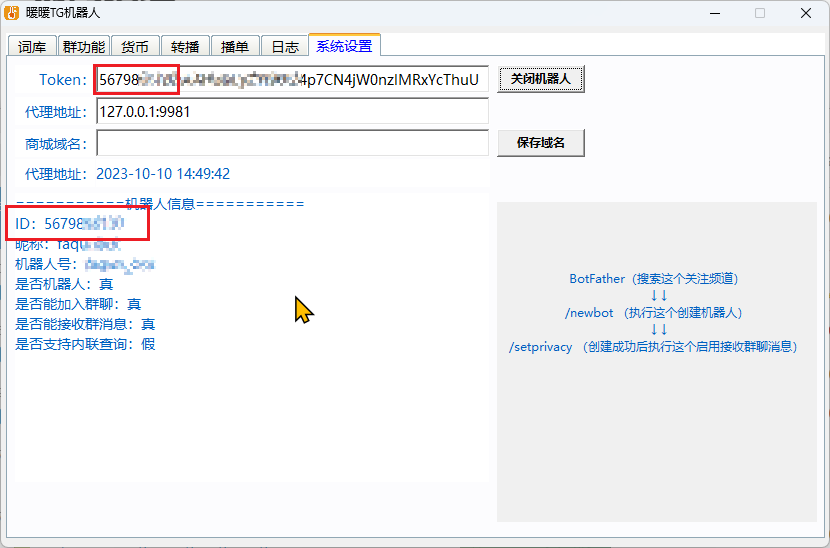 暖暖TG机器人
词库 群功能 货币 转播 播单 日志 系统设置
Token： 56798 4p7CN4jW0nzIMRxYcThuU 关闭机器人
代理地址： 127.0.0.1:9981
商城域名： 保存域名
代理地址： 2023-10-10 14:49:42
===========机器人信息===========
ID：56798
昵称：faq
机器人号：
是否机器人：真
是否能加入群聊：真
是否能接收群消息：真
是否支持内联查询：假
BotFather（搜索这个关注频道）
↓↓
/newbot （执行这个创建机器人）
↓↓
/setprivacy （创建成功后执行这个启用接收群聊消息）